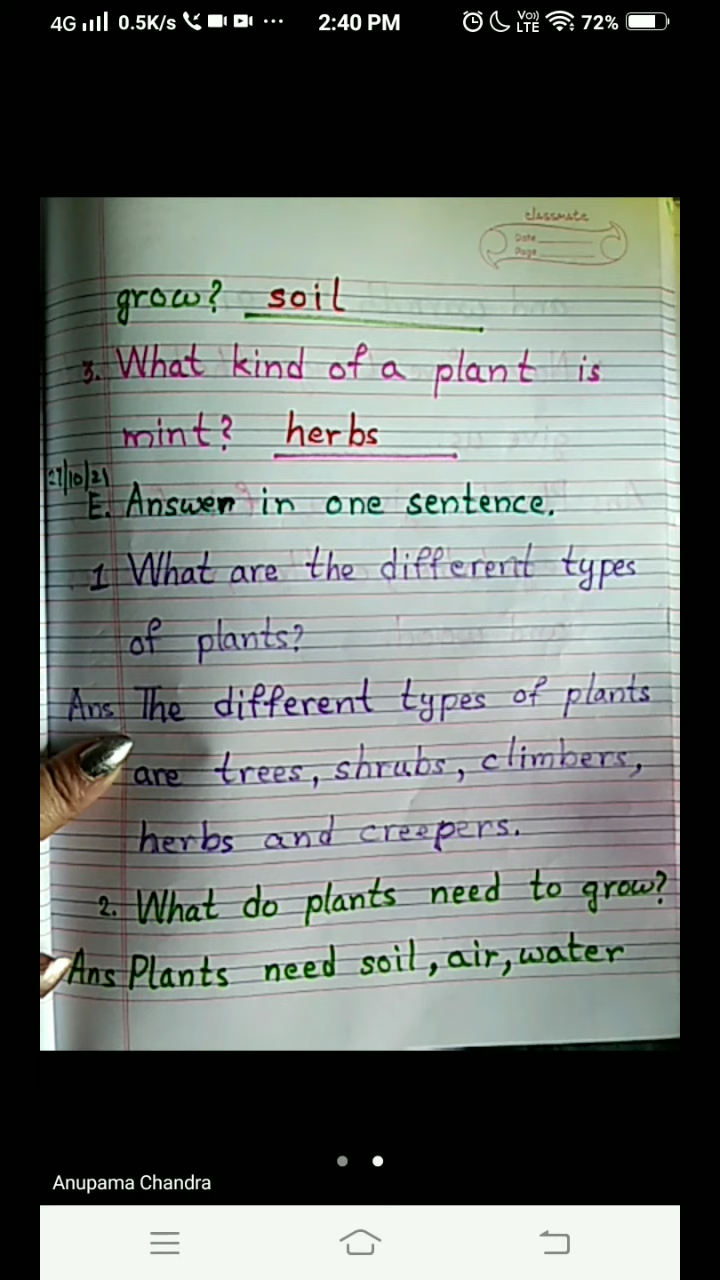 4G 0.5K/s ... 2:40 PM Vo) LTE 72%
classmate
Date
Page
grow? soil
3. What kind of a plant is
mint? herbs
27/10/21
E. Answer in one sentence.
1 What are the different types
of plants?
Ans The different types of plants
are trees, shrubs, climbers,
herbs and creepers.
2. What do plants need to grow?
Ans Plants need soil, air, water
Anupama Chandra